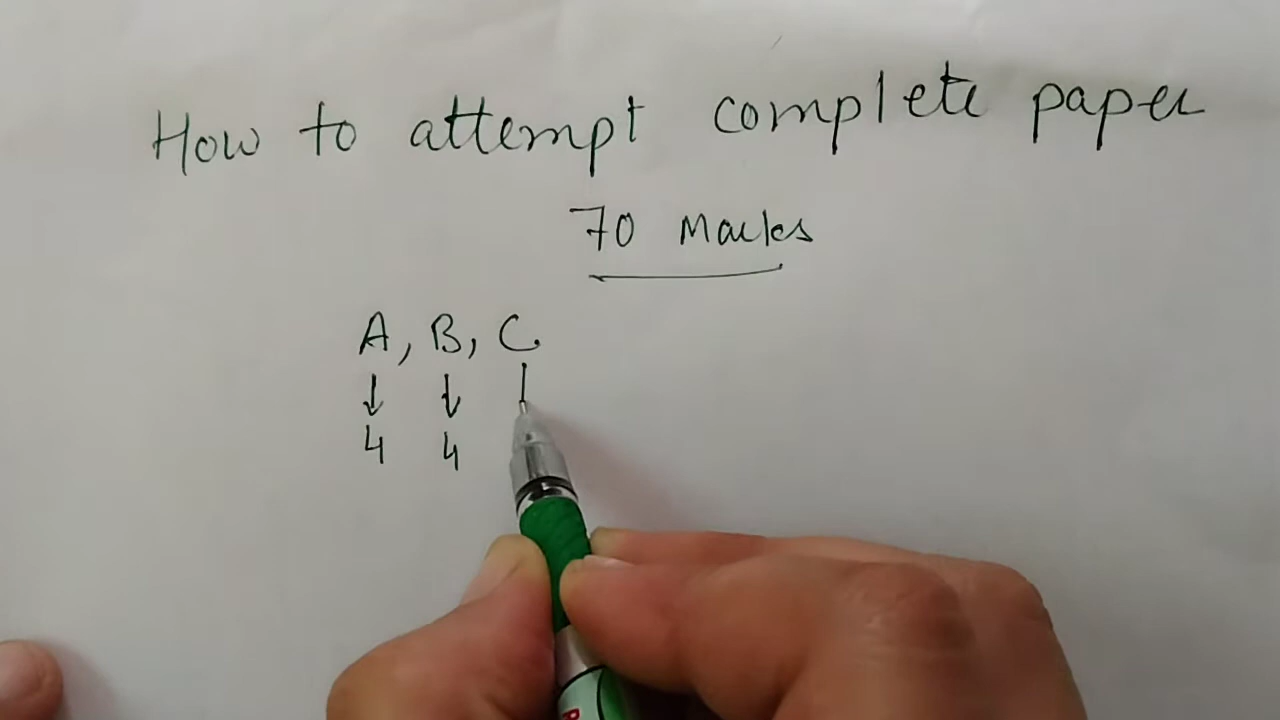 How to attempt complete paper
70 Marks
A, B, C
↓ ↓
4 4